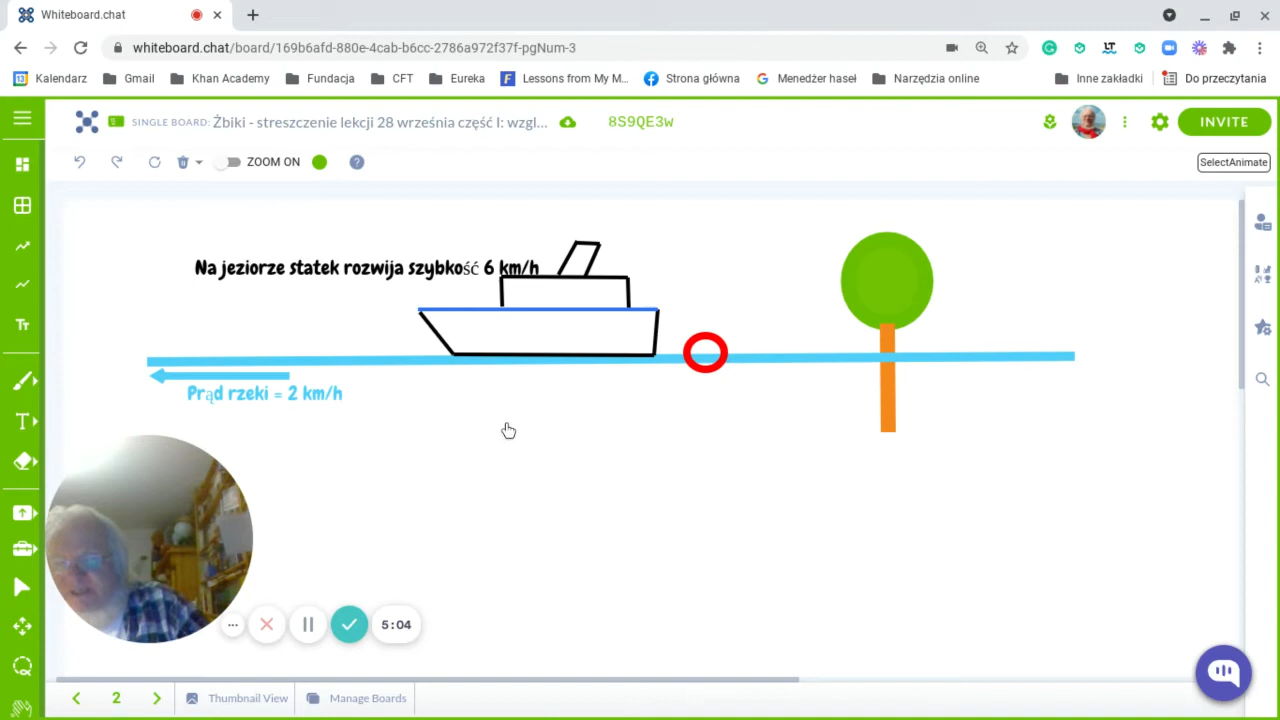 Whiteboard.chat
whiteboard.chat/board/169b6afd-880e-4cab-b6cc-2786a972f37f-pgNum-3
Kalendarz Gmail Khan Academy Fundacja CFT Eureka Lessons from My M... Strona główna Menedżer haseł Narzędzia online Inne zakładki Do przeczytania
SINGLE BOARD: Żbiki - streszczenie lekcji 28 września część I: wzgl... 8S9QE3W INVITE
ZOOM ON SelectAnimate
Na jeziorze statek rozwija szybkość 6 km/h
Prąd rzeki = 2 km/h
5:04
2 Thumbnail View Manage Boards